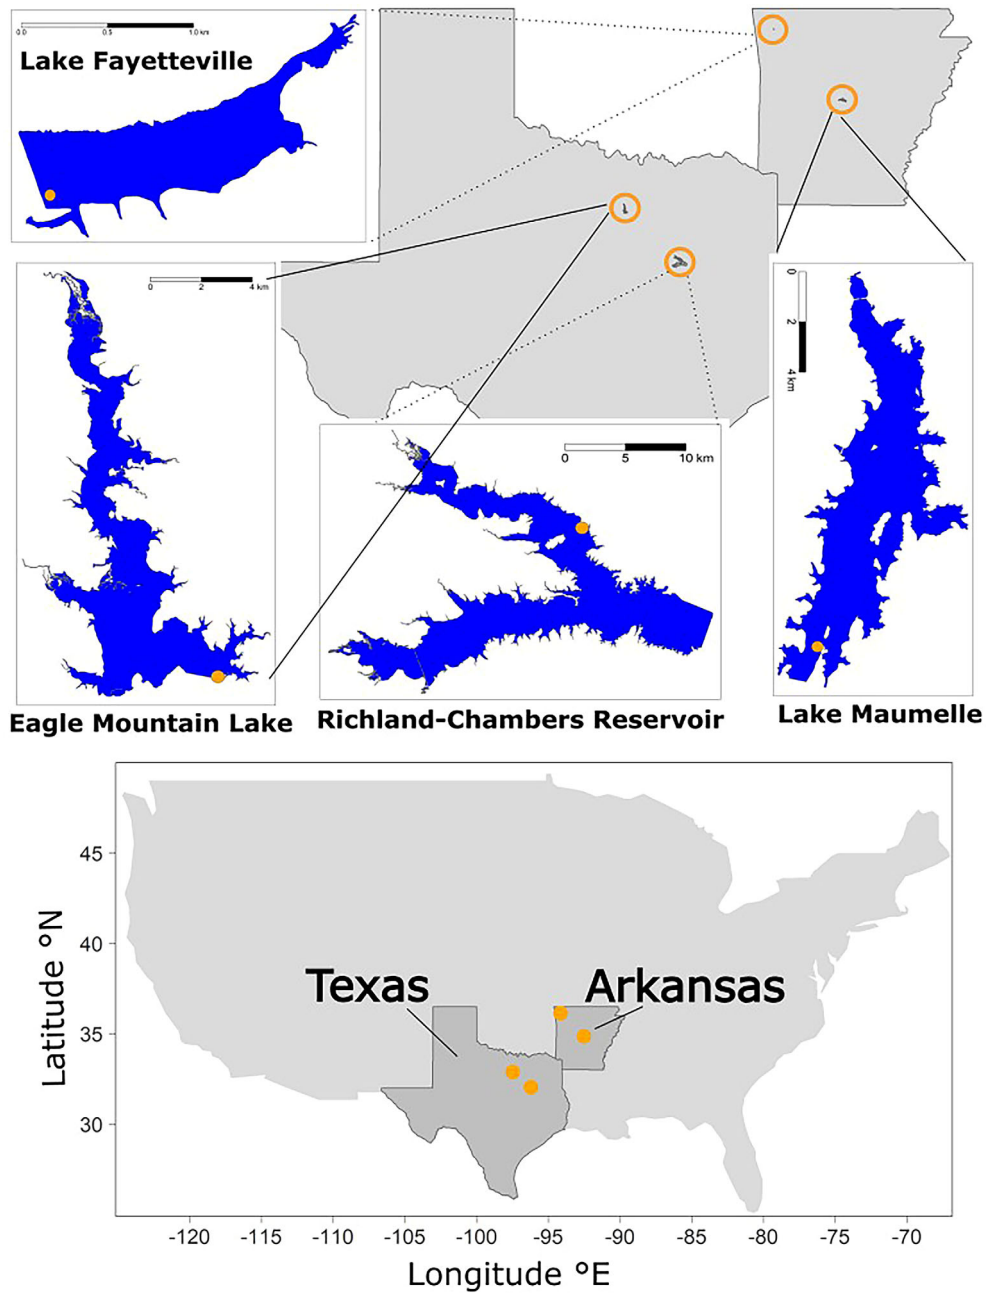 0.0 0.5 1.0 km
Lake Fayetteville
0 2 4 km
0 2 4 km
0 5 10 km
Eagle Mountain Lake
Richland-Chambers Reservoir
Lake Maumelle
45
40
35
30
Latitude °N
Texas
Arkansas
-120 -115 -110 -105 -100 -95 -90 -85 -80 -75 -70
Longitude °E